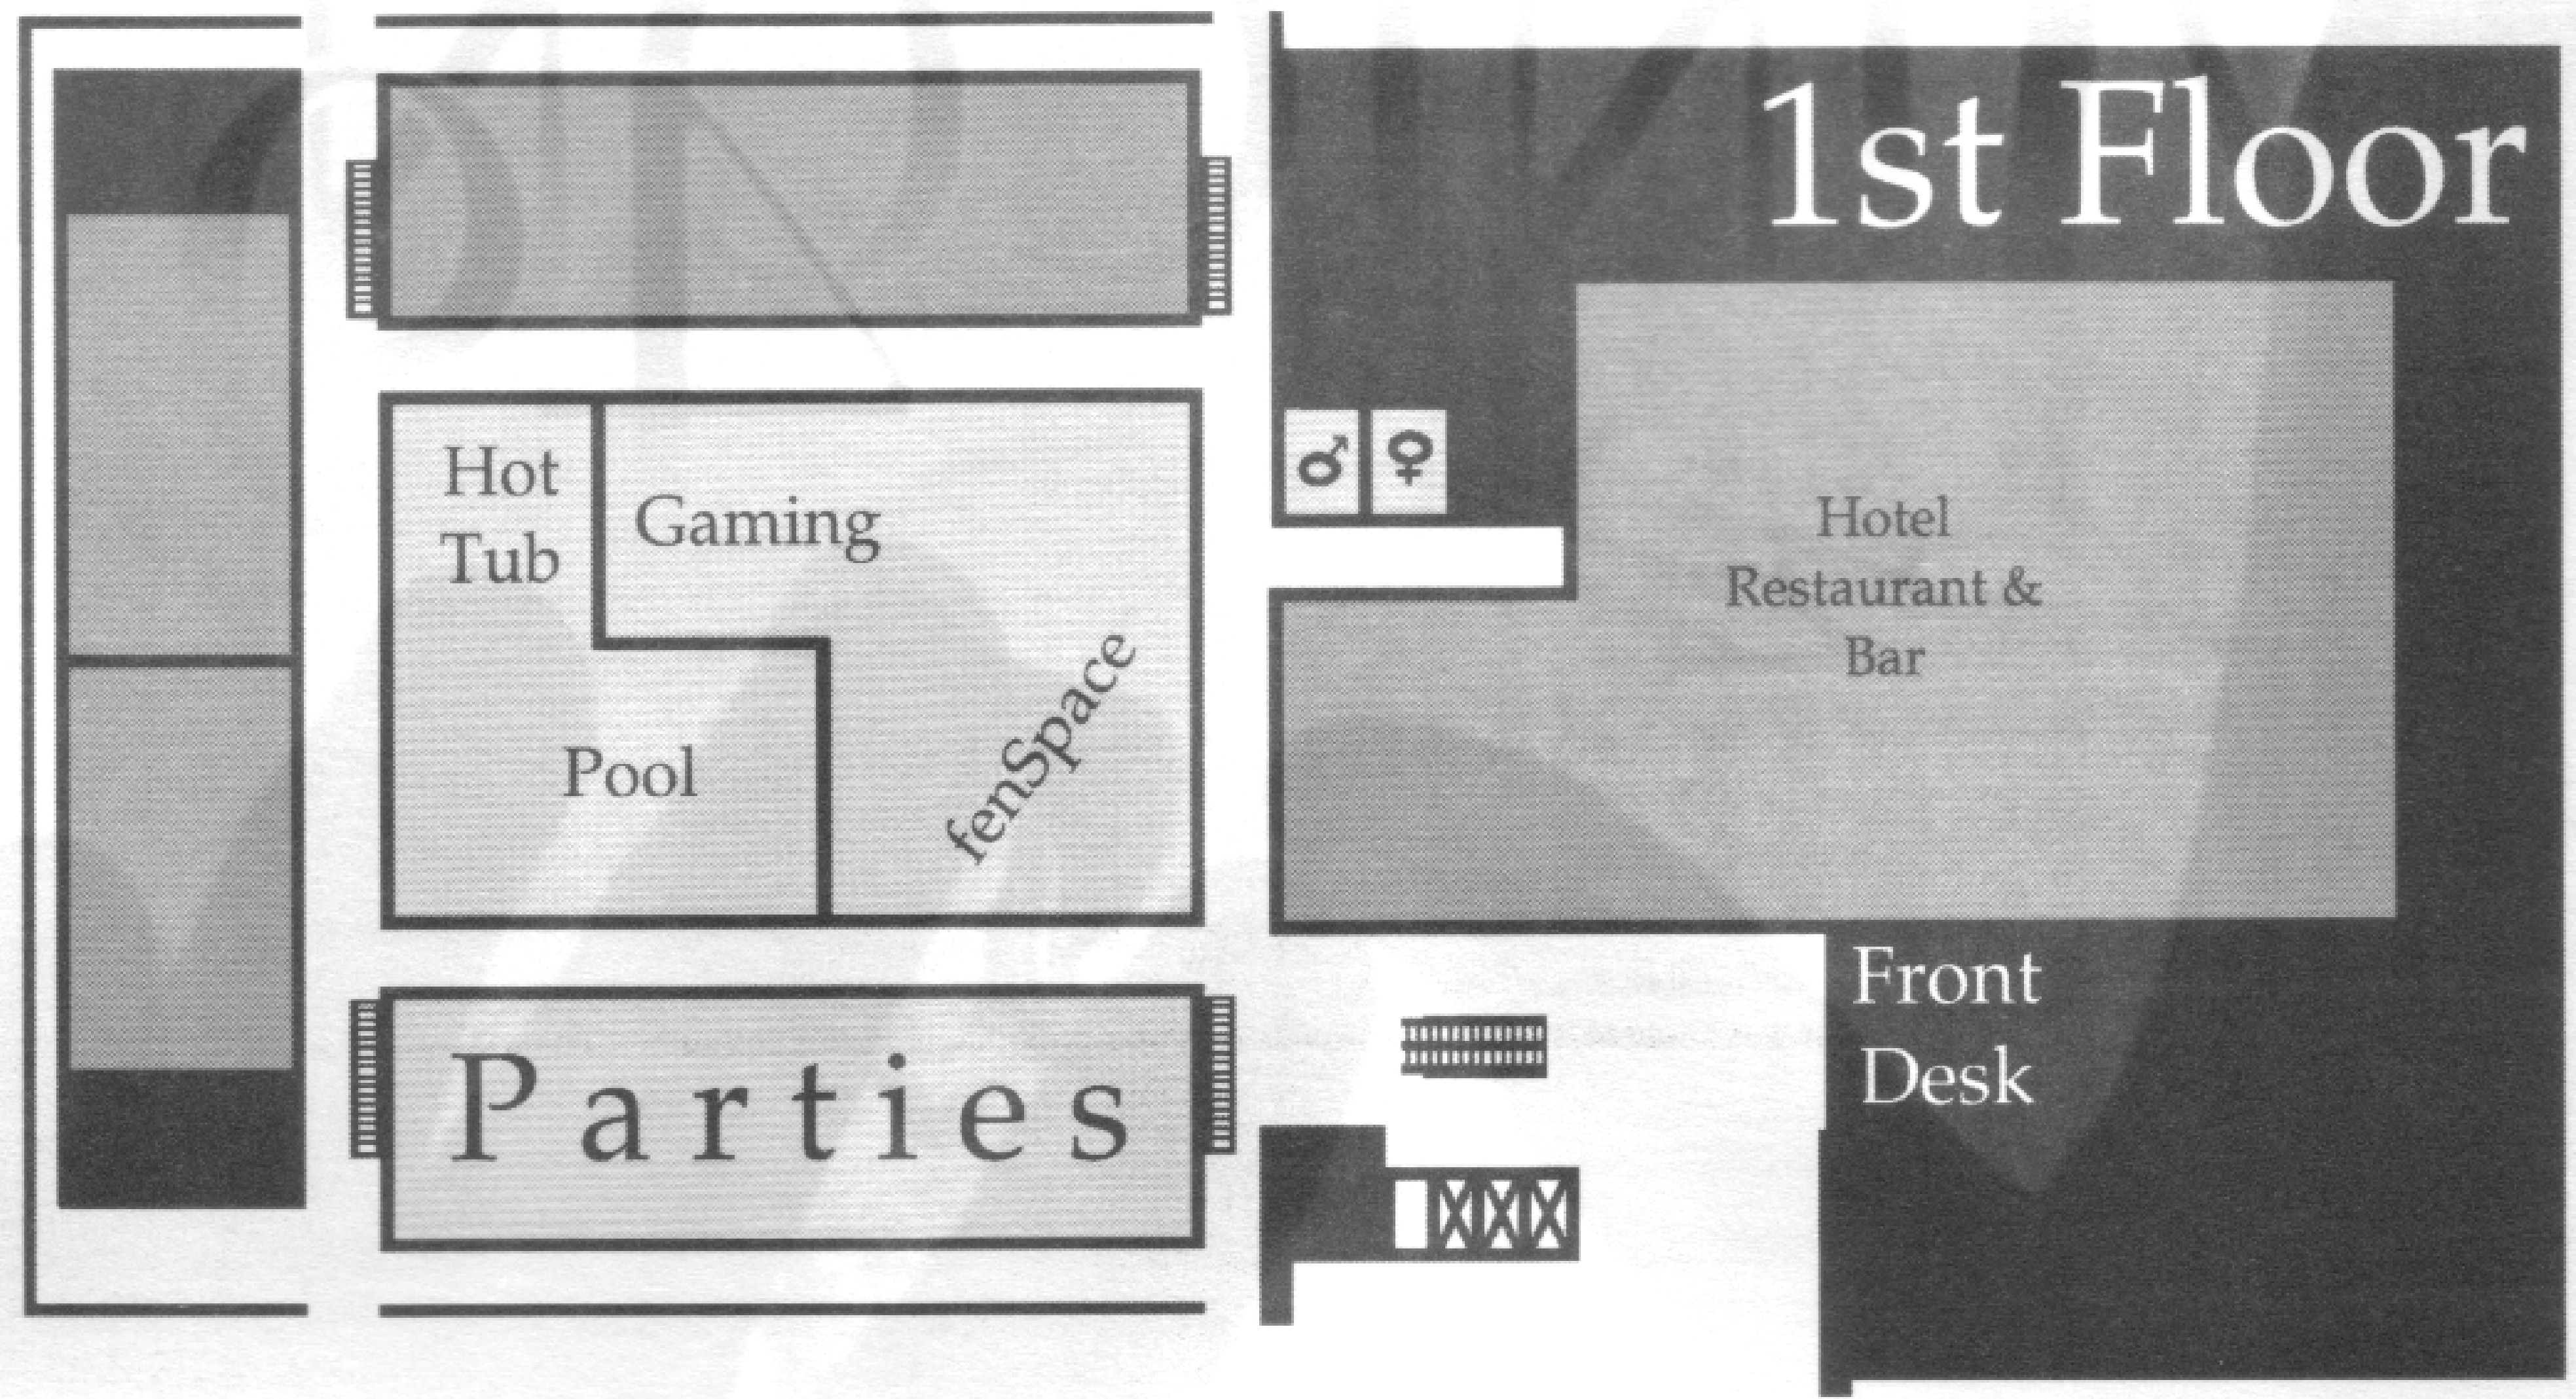 1st Floor
Hot
Tub
Gaming
Pool
fenSpace
Hotel
Restaurant &
Bar
Front
Desk
Parties